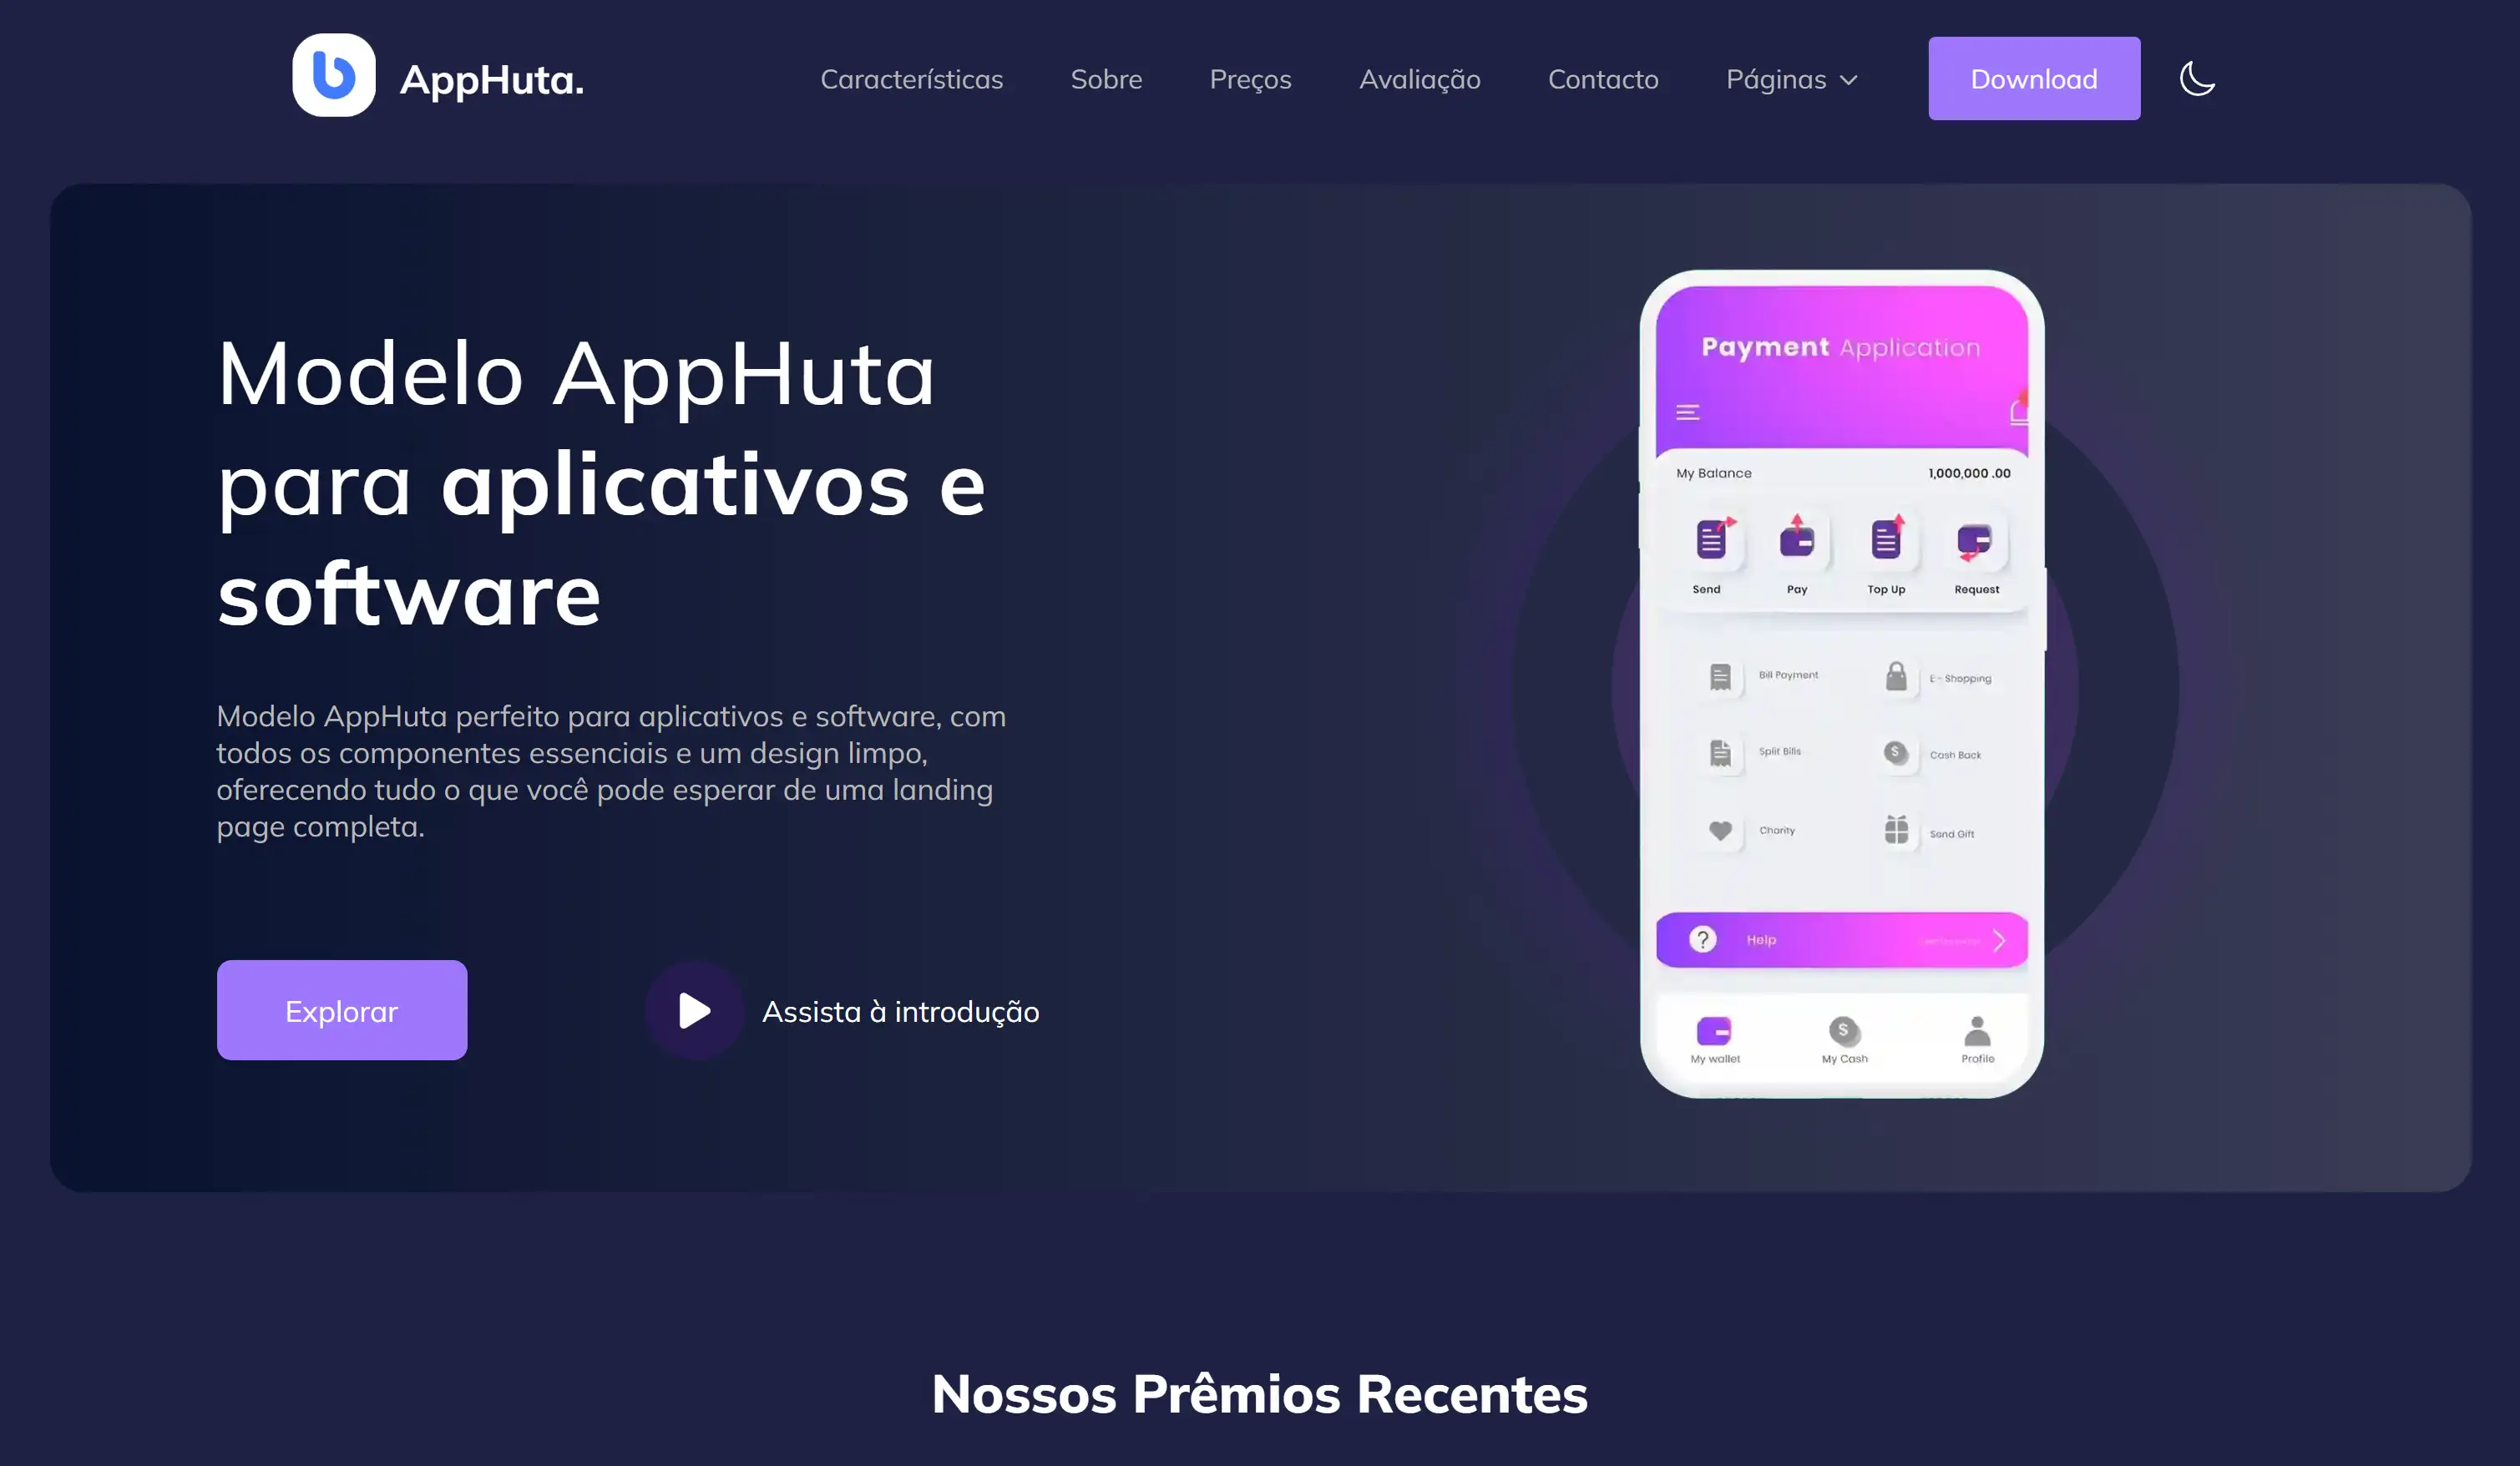 AppHuta.
Características
Sobre
Preços
Avaliação
Contacto
Páginas
Download
Modelo AppHuta
para aplicativos e
software
Modelo AppHuta perfeito para aplicativos e software, com
todos os componentes essenciais e um design limpo,
oferecendo tudo o que você pode esperar de uma landing
page completa.
Explorar
Assista à introdução
Payment Application
My Balance
1,000,000 .00
Send
Pay
Top Up
Request
Bill Payment
E - Shopping
Split Bills
Cash Back
Charity
Send Gift
Help
My wallet
My Cash
Profile
Nossos Prêmios Recentes